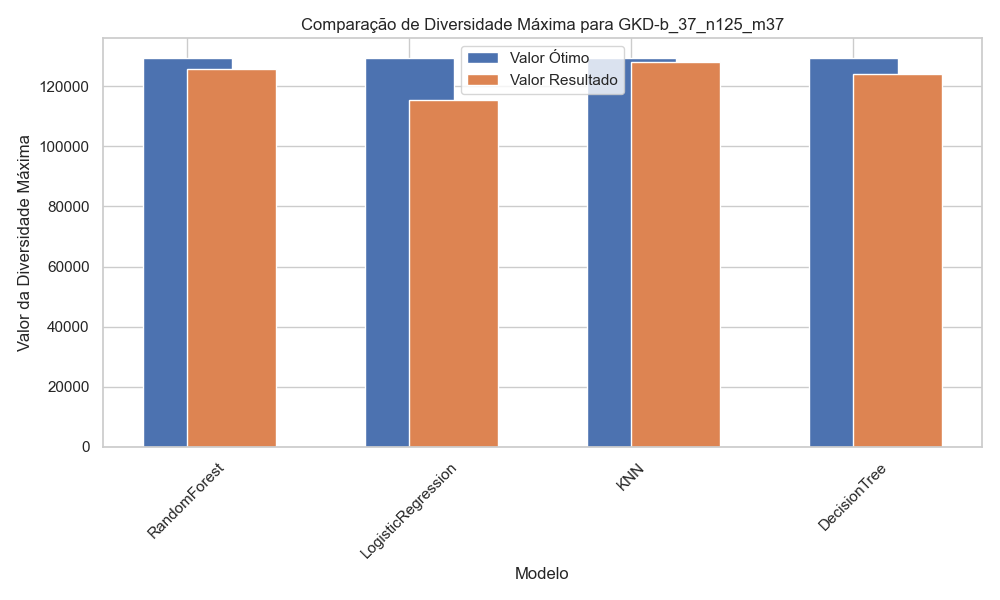 Comparação de Diversidade Máxima para GKD-b_37_n125_m37
Valor Ótimo
Valor Resultado
Valor da Diversidade Máxima
120000
100000
80000
60000
40000
20000
0
RandomForest
LogisticRegression
KNN
DecisionTree
Modelo